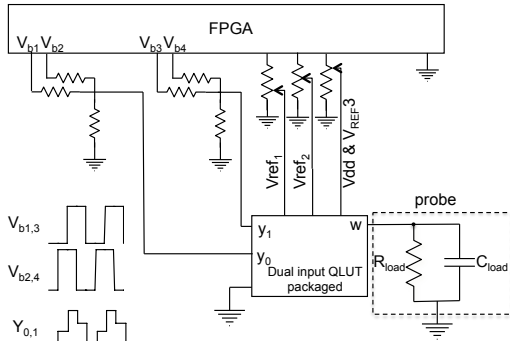 FPGA
Vb1 Vb2
Vb3 Vb4
Vref1
Vref2
Vdd & VREF3
probe
y1
w
y0
Dual input QLUT
packaged
Rload
Cload
Vb1,3
Vb2,4
Y0,1